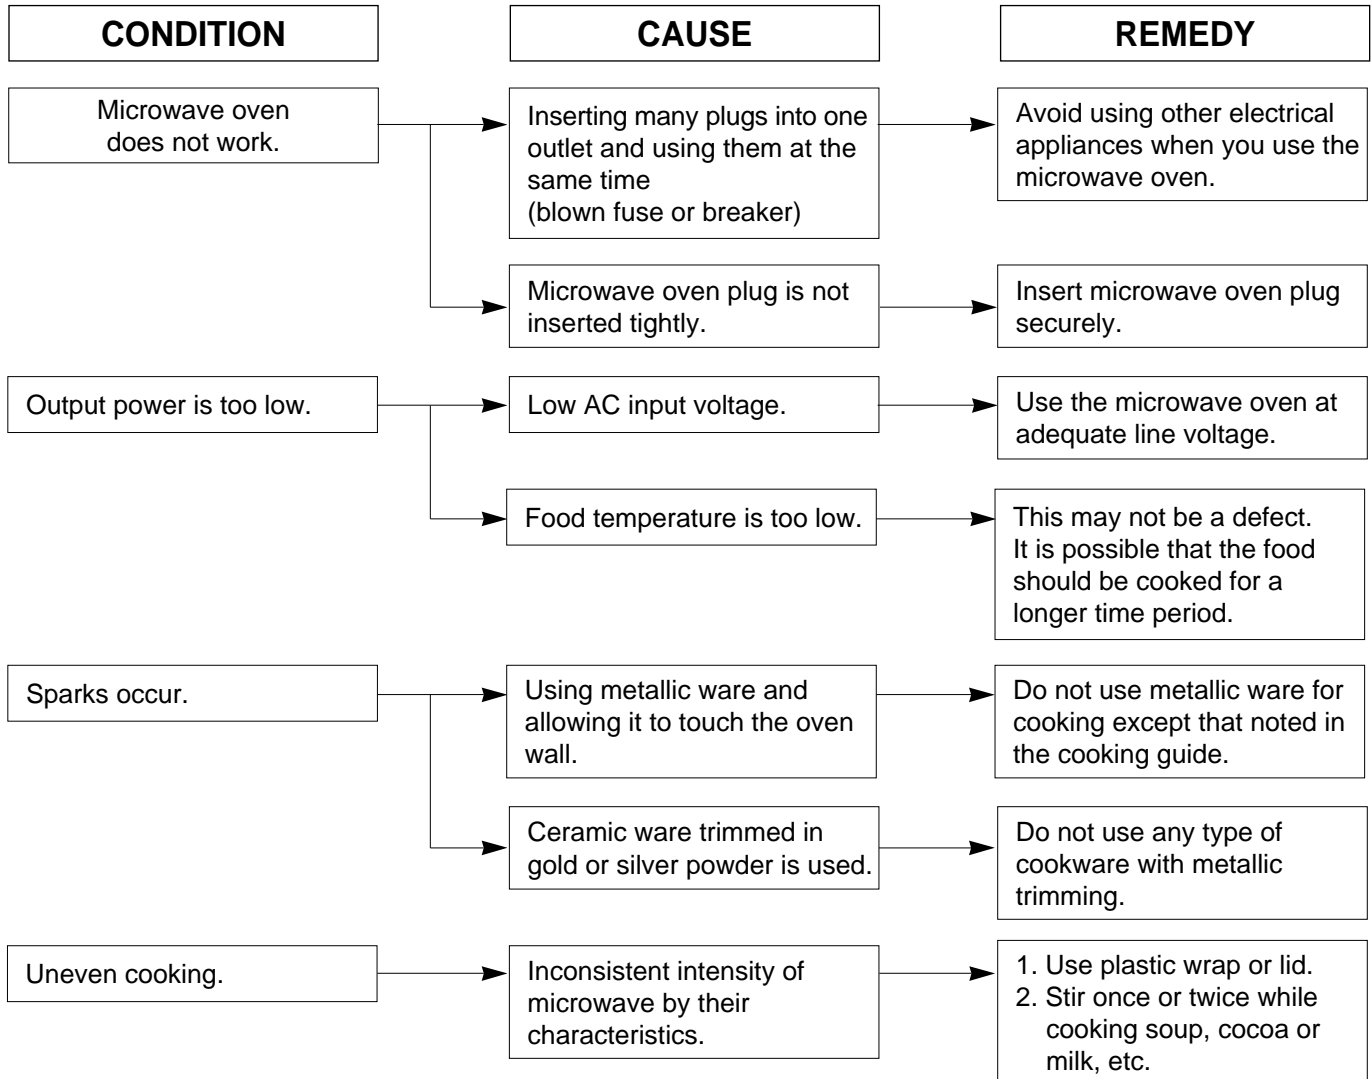 CONDITION
CAUSE
REMEDY
Microwave oven
does not work.
Inserting many plugs into one
outlet and using them at the
same time
(blown fuse or breaker)
Avoid using other electrical
appliances when you use the
microwave oven.
Microwave oven plug is not
inserted tightly.
Insert microwave oven plug
securely.
Output power is too low.
Low AC input voltage.
Use the microwave oven at
adequate line voltage.
Food temperature is too low.
This may not be a defect.
It is possible that the food
should be cooked for a
longer time period.
Sparks occur.
Using metallic ware and
allowing it to touch the oven
wall.
Do not use metallic ware for
cooking except that noted in
the cooking guide.
Ceramic ware trimmed in
gold or silver powder is used.
Do not use any type of
cookware with metallic
trimming.
Uneven cooking.
Inconsistent intensity of
microwave by their
characteristics.
1. Use plastic wrap or lid.
2. Stir once or twice while
cooking soup, cocoa or
milk, etc.